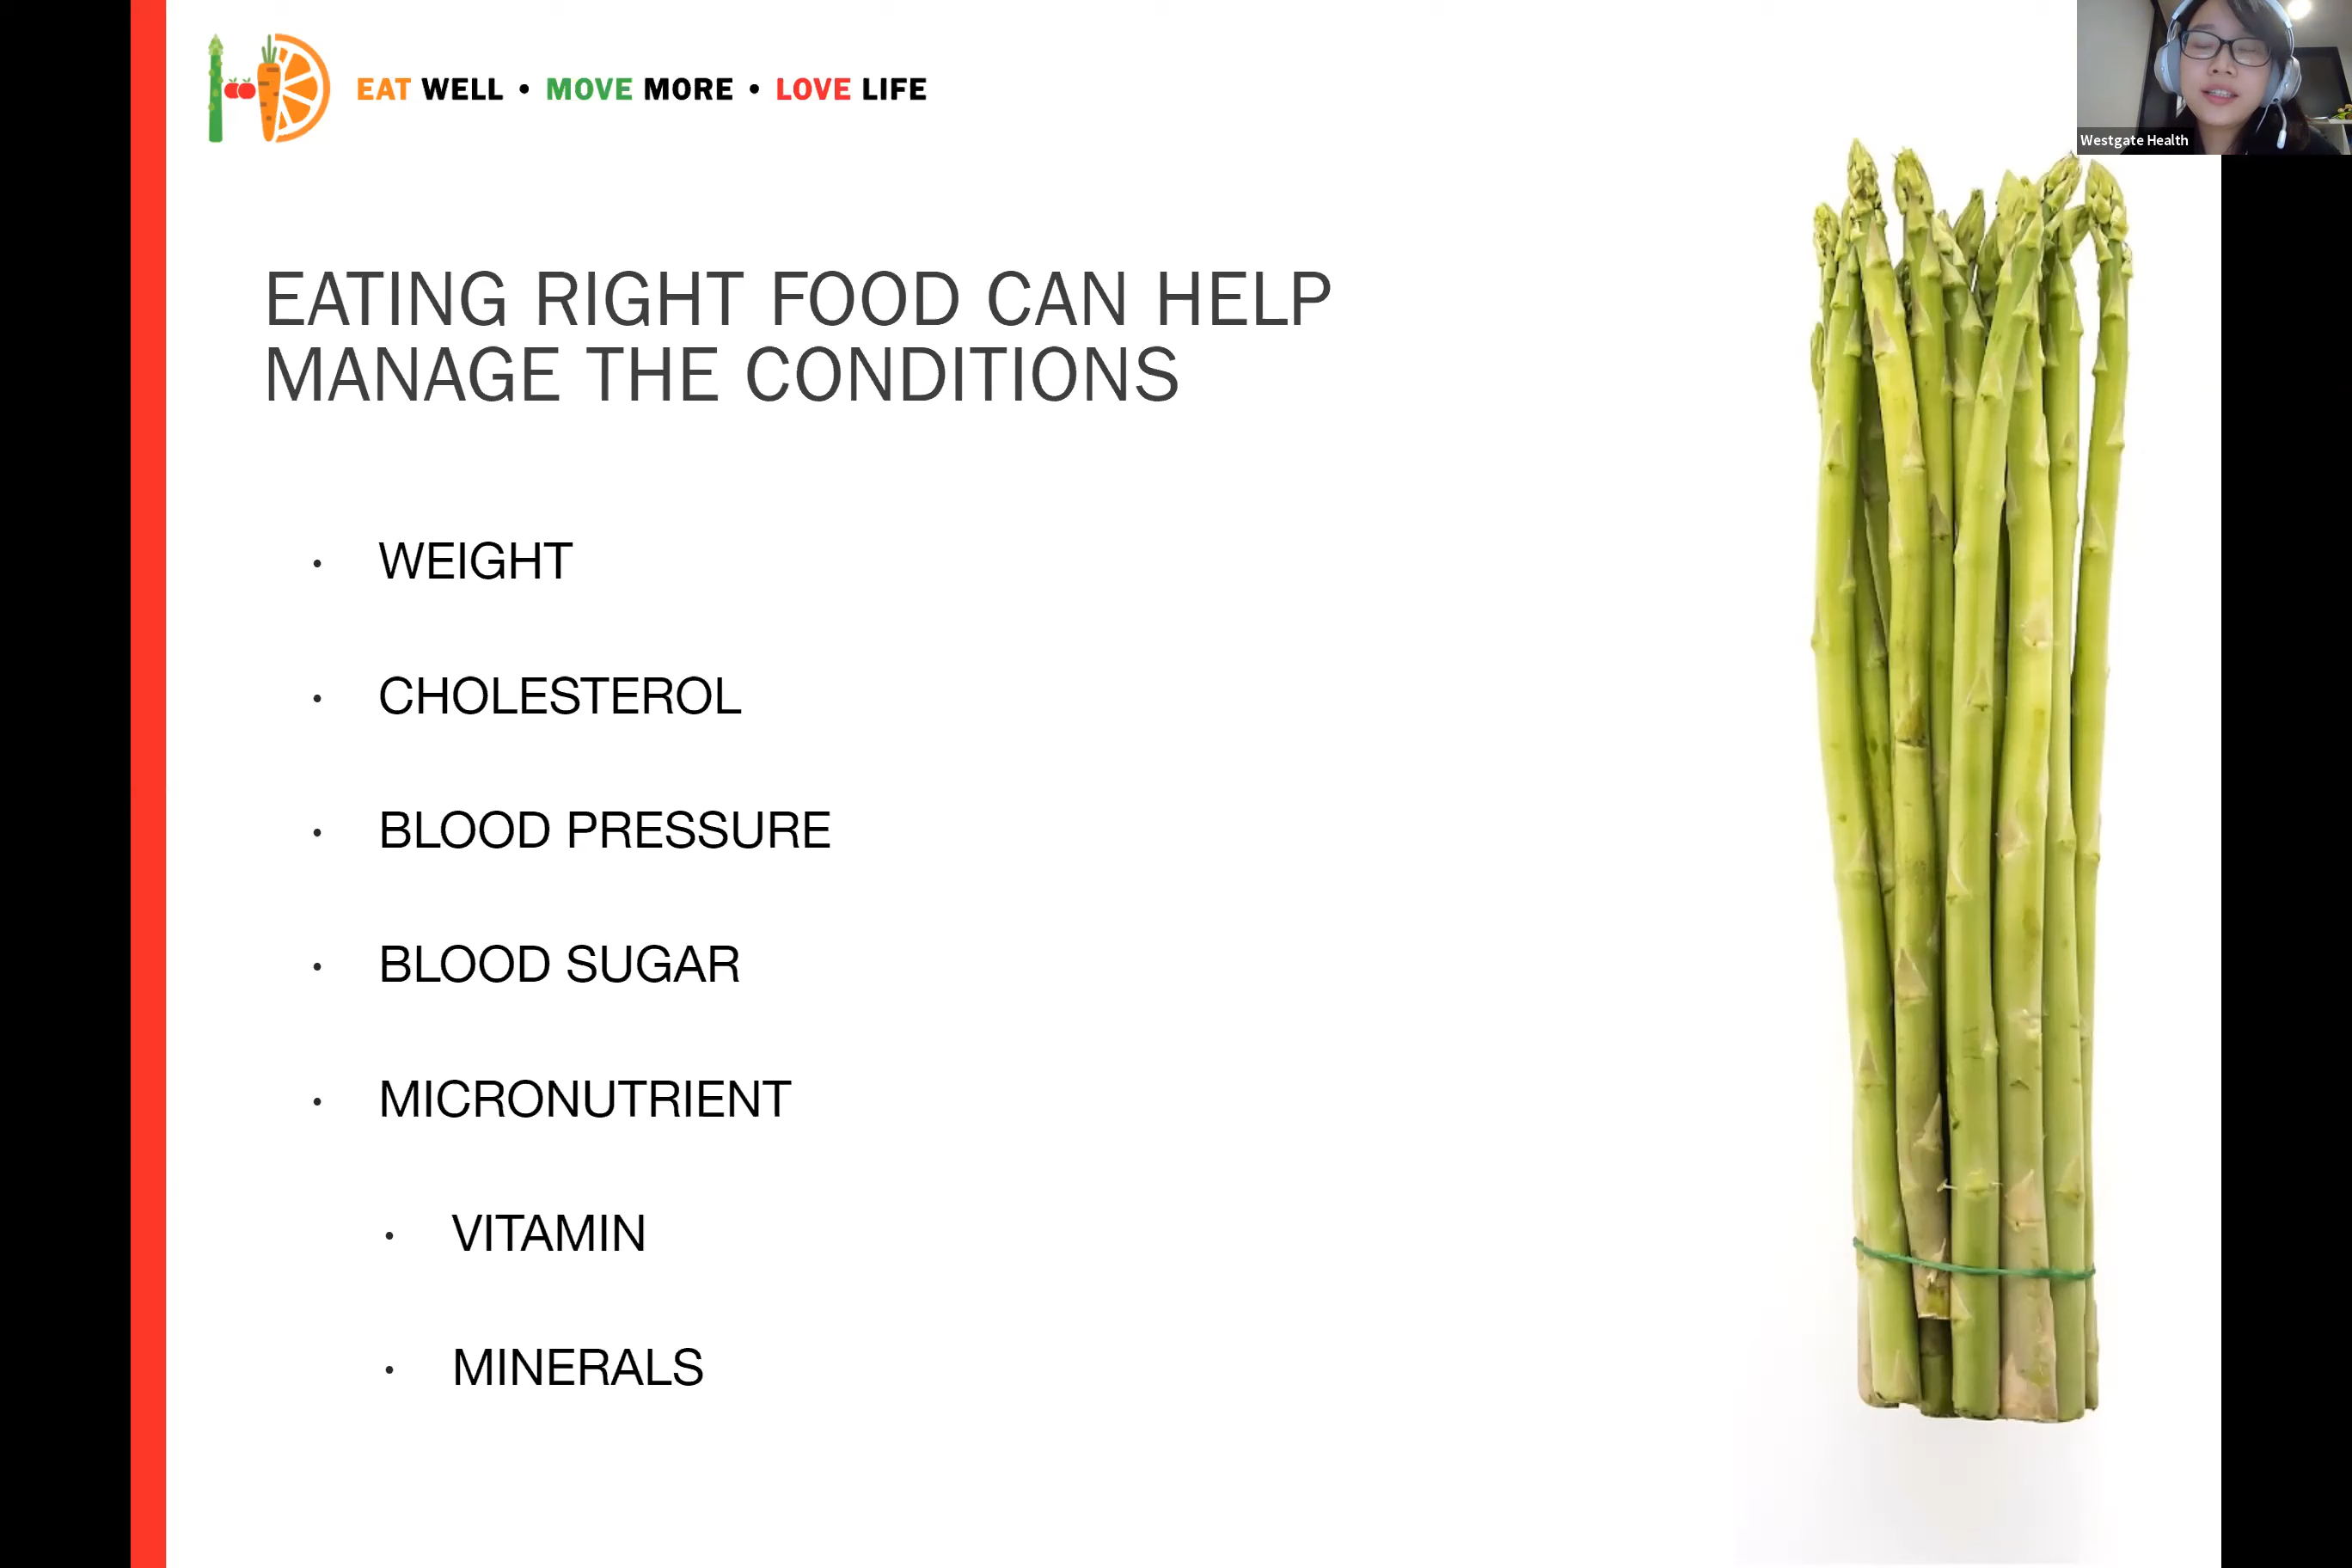 EAT WELL • MOVE MORE • LOVE LIFE
Westgate Health
EATING RIGHT FOOD CAN HELP
MANAGE THE CONDITIONS
• WEIGHT
• CHOLESTEROL
• BLOOD PRESSURE
• BLOOD SUGAR
• MICRONUTRIENT
• VITAMIN
• MINERALS